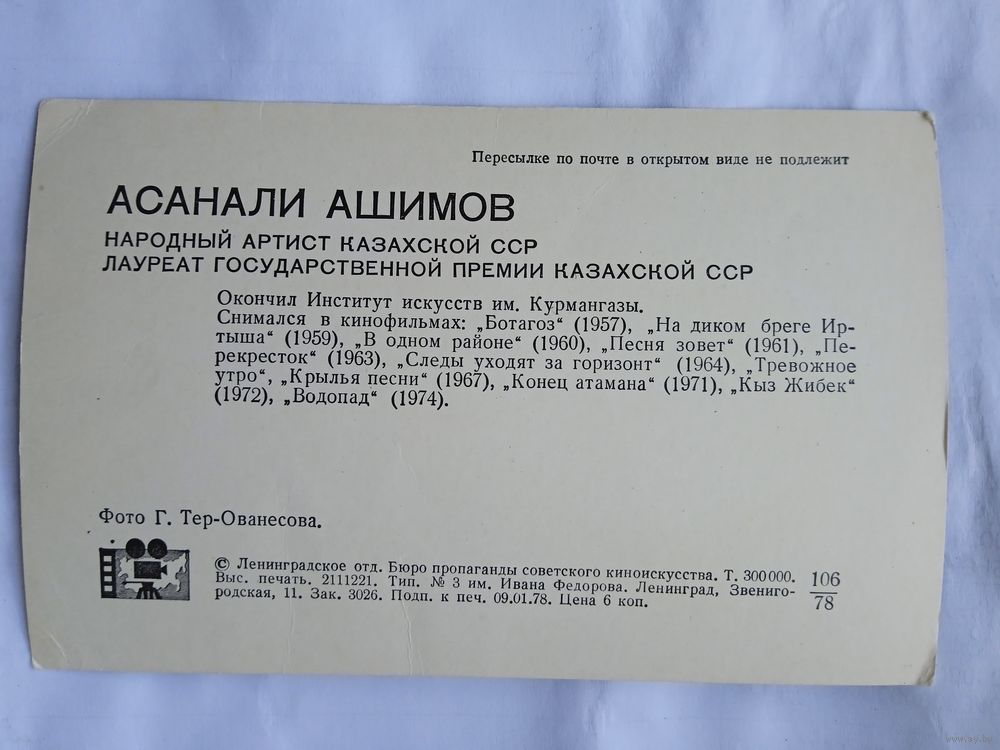 Пересылке по почте в открытом виде не подлежит
АСАНАЛИ АШИМОВ
НАРОДНЫЙ АРТИСТ КАЗАХСКОЙ ССР
ЛАУРЕАТ ГОСУДАРСТВЕННОЙ ПРЕМИИ КАЗАХСКОЙ ССР
Окончил Институт искусств им. Курмангазы.
Снимался в кинофильмах: „Ботагоз“ (1957), „На диком бреге Ир-
тыша“ (1959), „В одном районе“ (1960), „Песня зовет“ (1961), „Пе-
рекресток“ (1963), „Следы уходят за горизонт“ (1964), „Тревожное
утро“, „Крылья песни“ (1967), „Конец атамана“ (1971), „Кыз Жибек“
(1972), „Водопад“ (1974).
Фото Г. Тер-Ованесова.
© Ленинградское отд. Бюро пропаганды советского киноискусства. Т. 300 000.
Выс. печать. 2111221. Тип. № 3 им. Ивана Федорова. Ленинград, Звениго-
родская, 11. Зак. 3026. Подп. к печ. 09.01.78. Цена 6 коп.
106
78